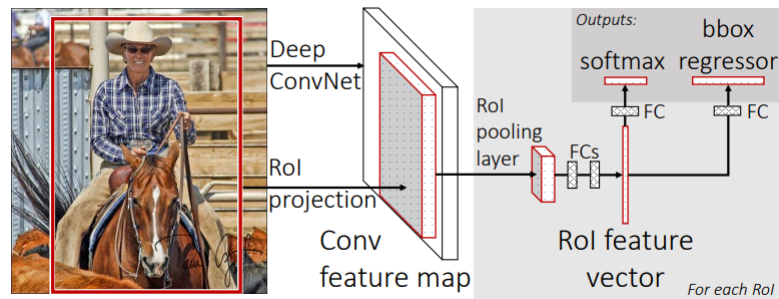 Deep
ConvNet
RoI
projection
Conv
feature map
RoI
pooling
layer
FCs
RoI feature
vector
Outputs:
softmax
bbox
regressor
FC
FC
For each RoI